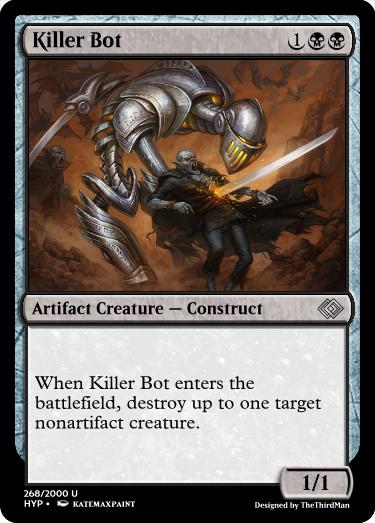 Killer Bot 1
Artifact Creature — Construct
When Killer Bot enters the
battlefield, destroy up to one target
nonartifact creature.
1/1
268/2000 U
HYP • KATEMAXPAINT
Designed by TheThirdMan